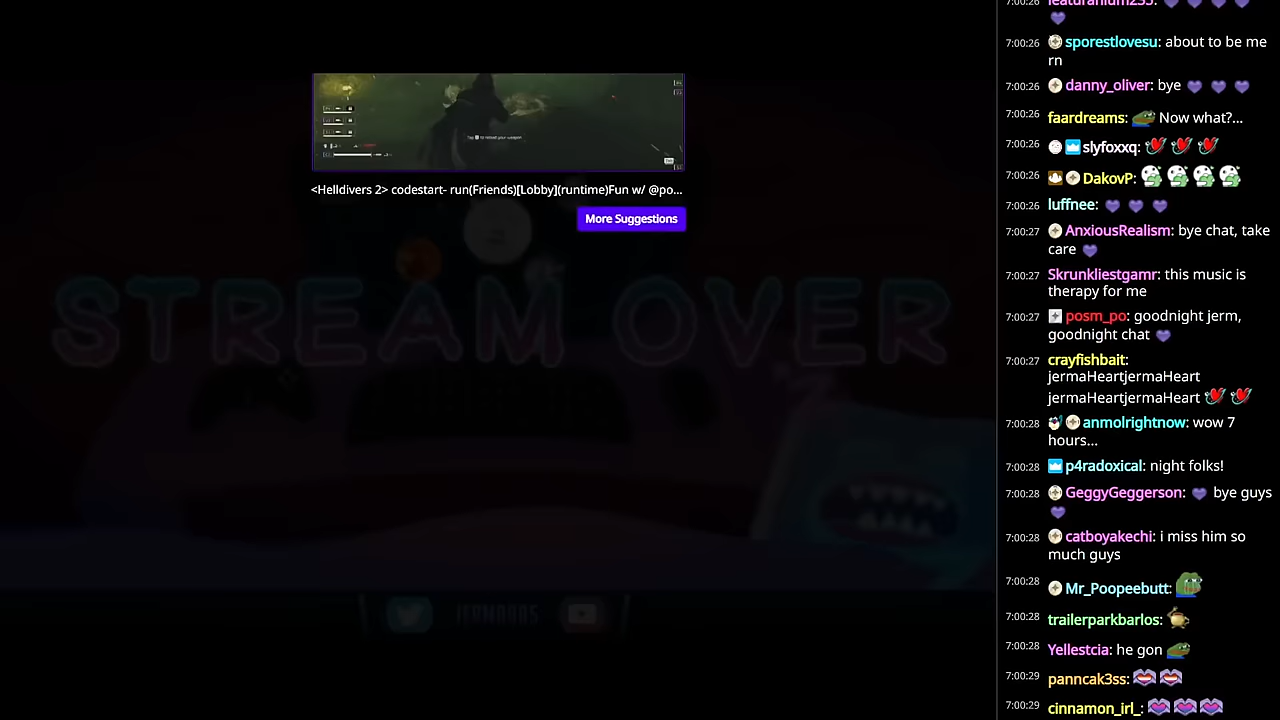 7:00:26 featuranium235:
7:00:26 sporestlovesu: about to be me
rn
7:00:26 danny_oliver: bye
7:00:26 faardreams: Now what?...
7:00:26 slyfoxxq:
7:00:26 DakovP:
7:00:26 luffnee:
7:00:27 AnxiousRealism: bye chat, take
care
7:00:27 Skrunkliestgamr: this music is
therapy for me
7:00:27 posm_po: goodnight jerm,
goodnight chat
7:00:27 crayfishbait:
jermaHeartjermaHeart
jermaHeartjermaHeart
7:00:28 anmolrightnow: wow 7
hours...
7:00:28 p4radoxical: night folks!
7:00:28 GeggyGeggerson: bye guys
7:00:28 catboyakechi: i miss him so
much guys
7:00:28 Mr_Poopeebutt:
7:00:28 trailerparkbarlos:
7:00:28 Yellestcia: he gon
7:00:29 panncak3ss:
7:00:29 cinnamon_irl_:
<Helldivers 2> codestart- run(Friends)[Lobby](runtime)Fun w/ @po...
More Suggestions
STREAM OVER
JERMA985